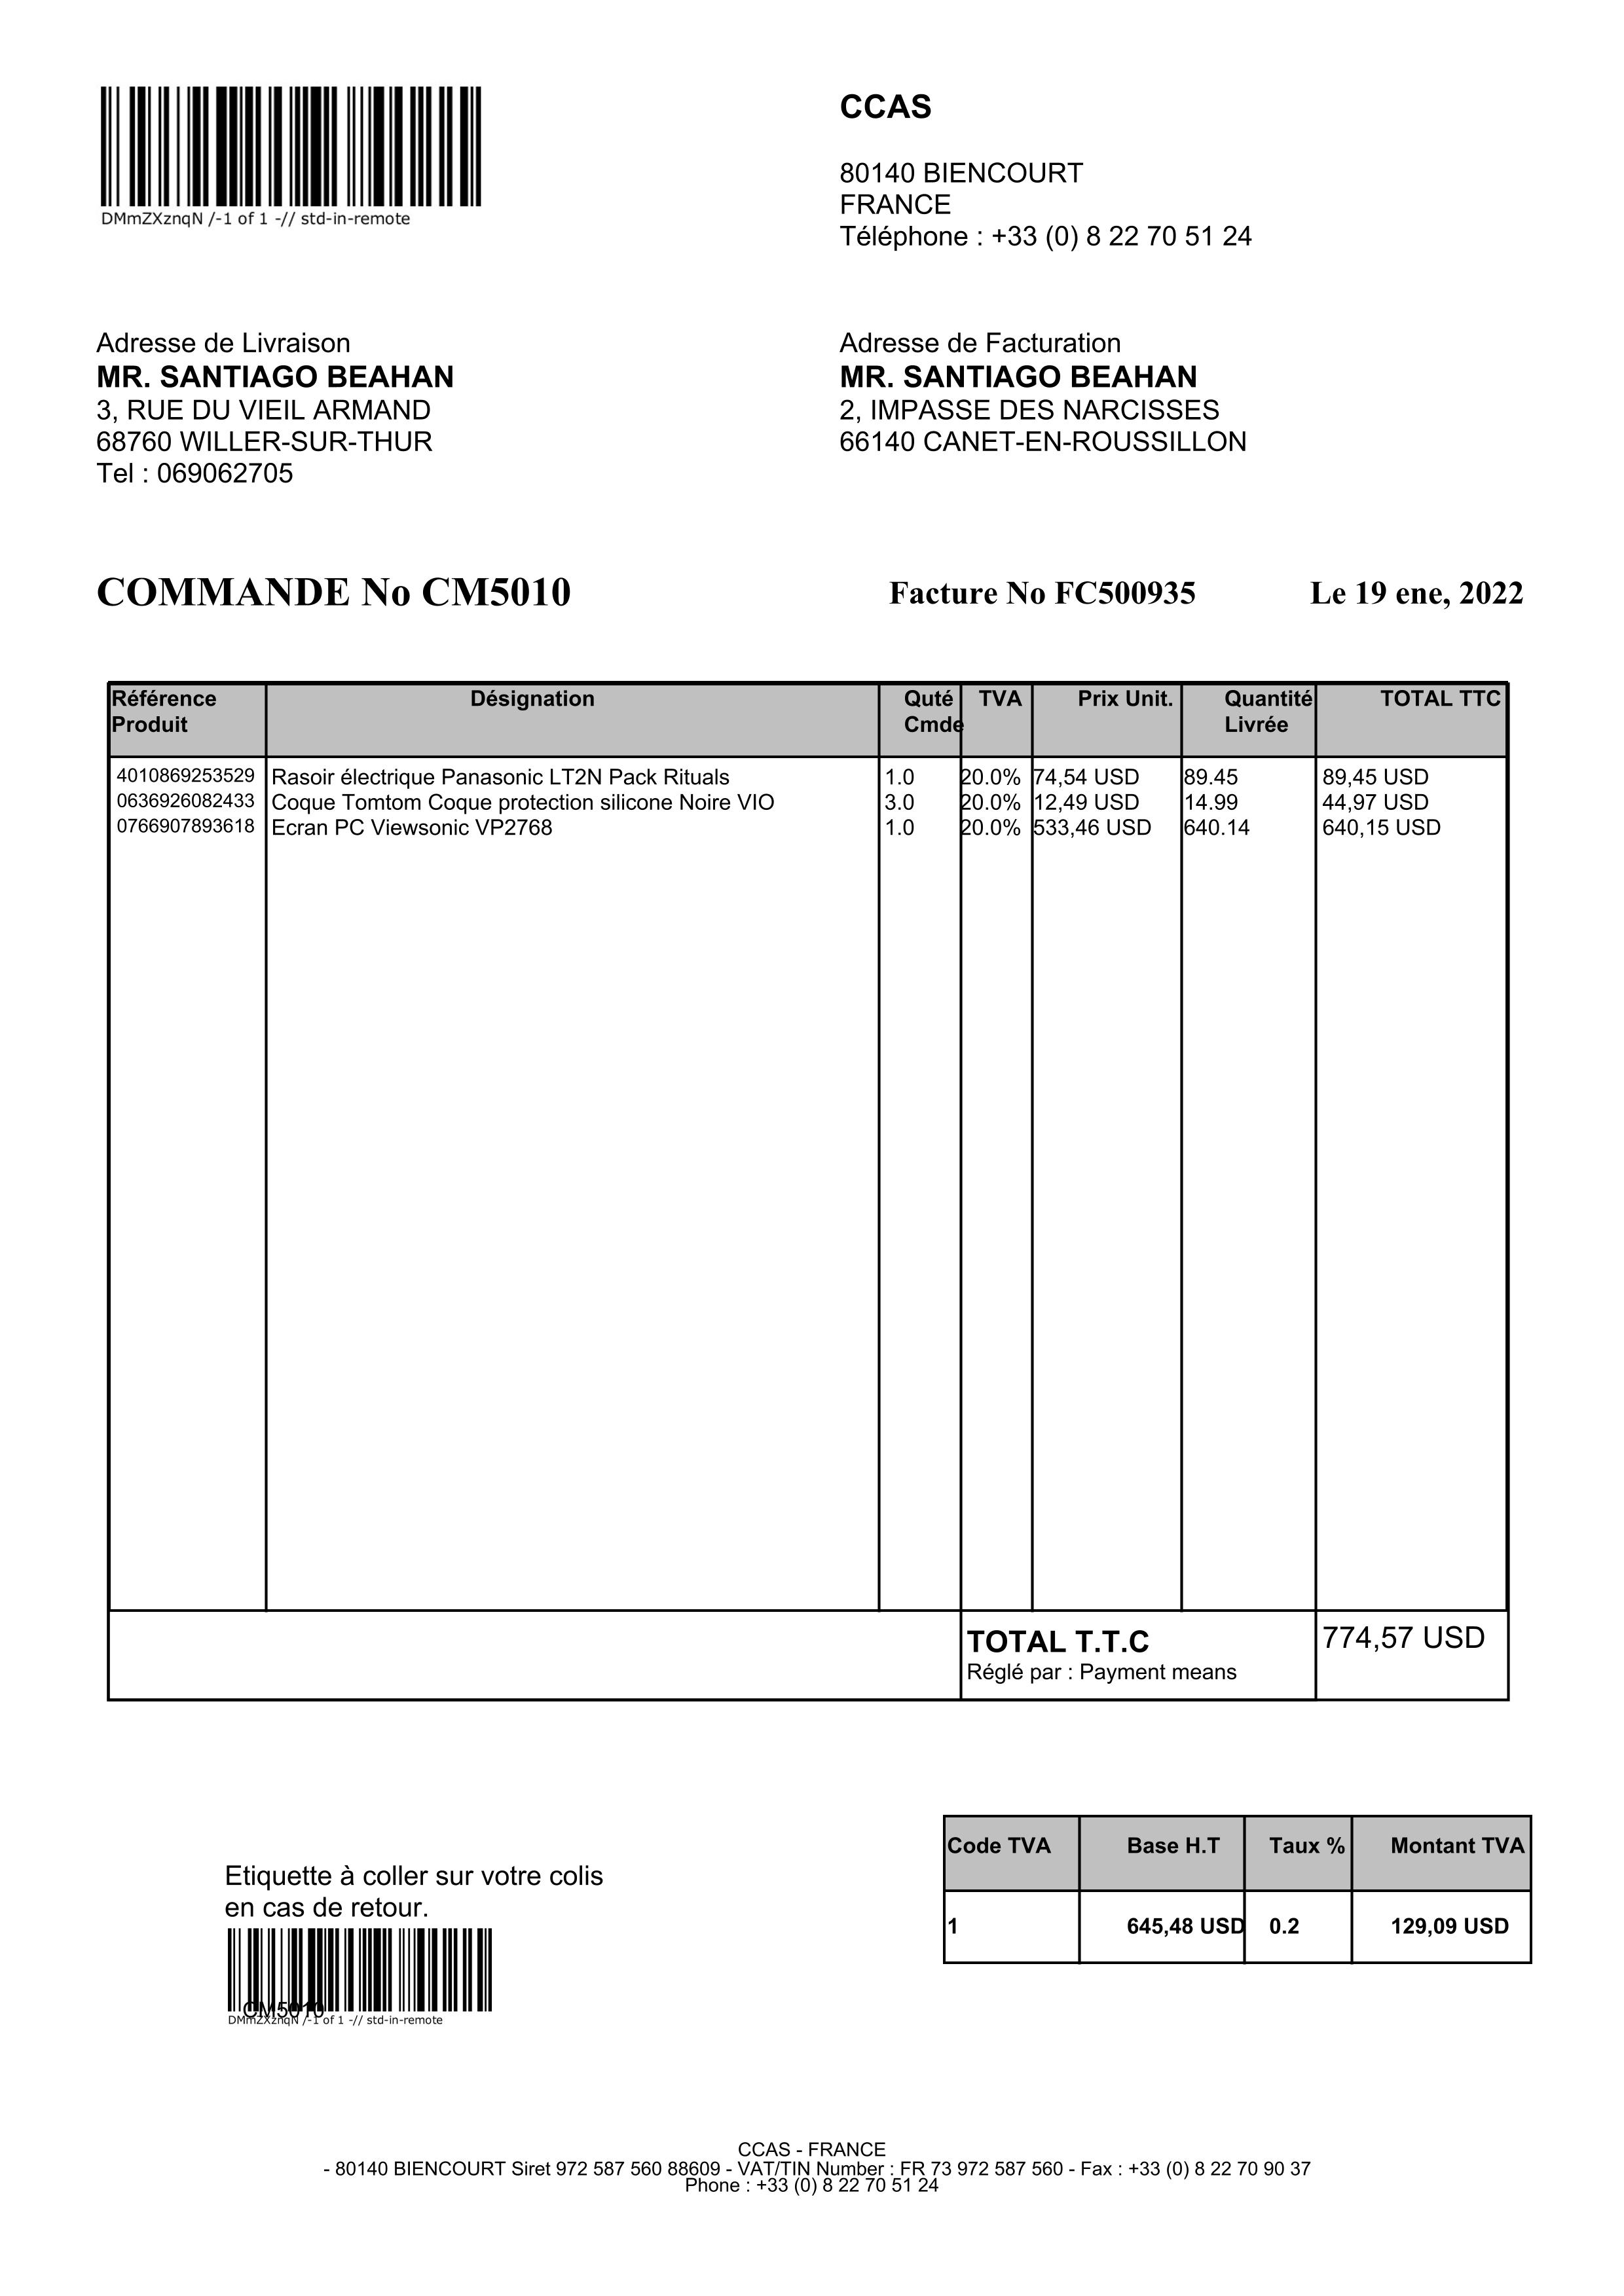 DMmZXznqN /-1 of 1 -// std-in-remote
CCAS
80140 BIENCOURT
FRANCE
Téléphone : +33 (0) 8 22 70 51 24
Adresse de Livraison
MR. SANTIAGO BEAHAN
3, RUE DU VIEIL ARMAND
68760 WILLER-SUR-THUR
Tel : 069062705
Adresse de Facturation
MR. SANTIAGO BEAHAN
2, IMPASSE DES NARCISSES
66140 CANET-EN-ROUSSILLON
COMMANDE No CM5010 Facture No FC500935 Le 19 ene, 2022
Référence Désignation Quté TVA Prix Unit. Quantité TOTAL TTC
Produit Cmde Livrée
4010869253529 Rasoir électrique Panasonic LT2N Pack Rituals 1.0 20.0% 74,54 USD 89.45 89,45 USD
0636926082433 Coque Tomtom Coque protection silicone Noire VIO 3.0 20.0% 12,49 USD 14.99 44,97 USD
0766907893618 Ecran PC Viewsonic VP2768 1.0 20.0% 533,46 USD 640.14 640,15 USD
TOTAL T.T.C 774,57 USD
Réglé par : Payment means
Code TVA Base H.T Taux % Montant TVA
1 645,48 USD 0.2 129,09 USD
Etiquette à coller sur votre colis
en cas de retour.
CM5010
DMmZXznqN /-1 of 1 -// std-in-remote
CCAS - FRANCE
- 80140 BIENCOURT Siret 972 587 560 88609 - VAT/TIN Number : FR 73 972 587 560 - Fax : +33 (0) 8 22 70 90 37
Phone : +33 (0) 8 22 70 51 24